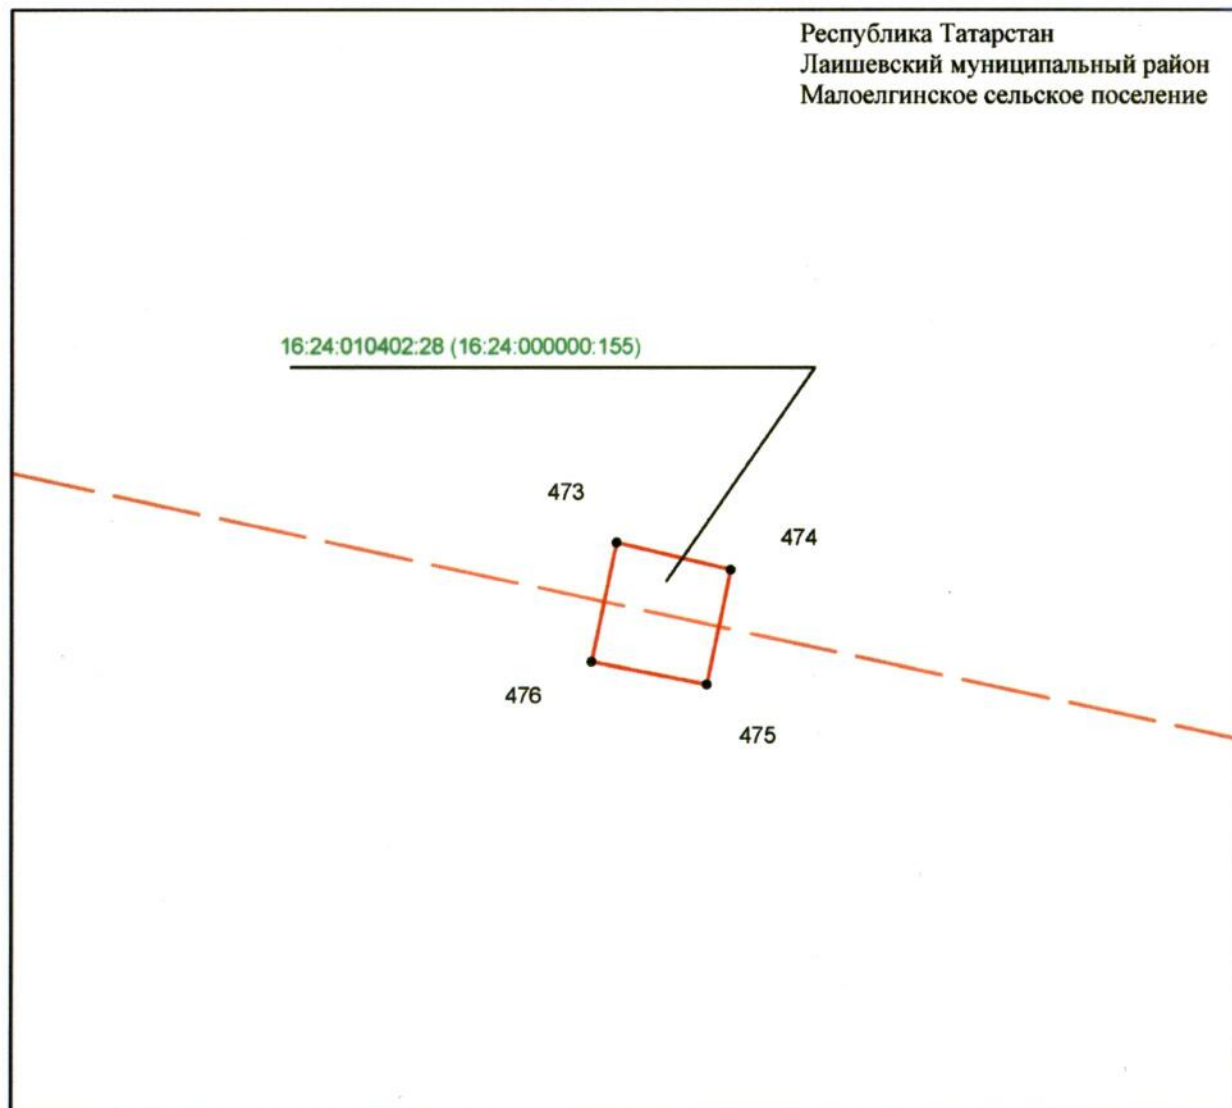 Республика Татарстан
Лаишевский муниципальный район
Малоелгинское сельское поселение
16:24:010402:28 (16:24:000000:155)
473
474
476
475